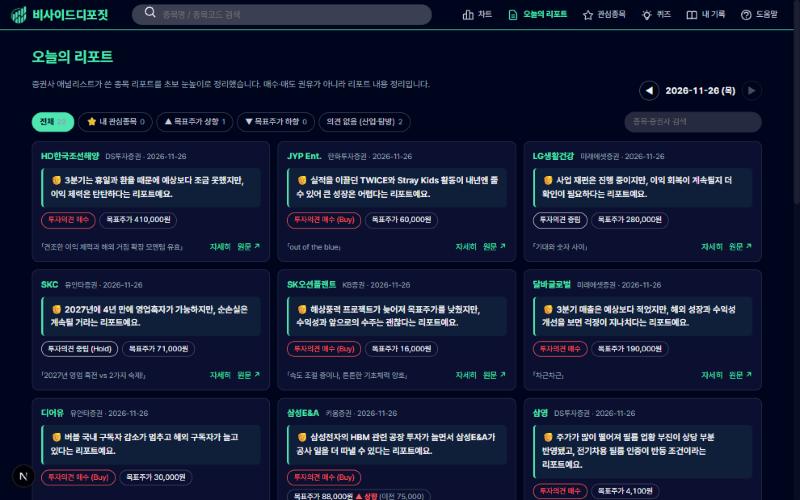 비사이드디포짓
종목명 / 종목코드 검색
차트
오늘의 리포트
관심종목
퀴즈
내 기록
도움말
오늘의 리포트
증권사 애널리스트가 쓴 종목 리포트를 초보 눈높이로 정리했습니다. 매수·매도 권유가 아니라 리포트 내용 정리입니다.
◀ 2026-11-26 (목) ▶
전체
내 관심종목 0
▲ 목표주가 상향 1
▼ 목표주가 하향 0
의견 없음 (산업·탐방) 2
종목·증권사 검색
HD한국조선해양 DS투자증권 · 2026-11-26
3분기는 휴일과 환율 때문에 예상보다 조금 못했지만,
이익 체력은 탄탄하다는 리포트예요.
투자의견 매수
목표주가 410,000원
「견조한 이익 체력과 해외 거점 확장 모멘텀 유효」
자세히 원문 ↗
JYP Ent. 한화투자증권 · 2026-11-26
실적을 이끌던 TWICE와 Stray Kids 활동이 내년엔 줄
수 있어 큰 성장은 어렵다는 리포트예요.
투자의견 매수 (Buy)
목표주가 60,000원
「out of the blue」
자세히 원문 ↗
LG생활건강 미래에셋증권 · 2026-11-26
사업 재편은 진행 중이지만, 이익 회복이 계속될지 더
확인이 필요하다는 리포트예요.
투자의견 중립
목표주가 280,000원
「기대와 숫자 사이」
자세히 원문 ↗
SKC 유안타증권 · 2026-11-26
2027년에 4년 만에 영업흑자가 가능하지만, 순손실은
계속될 거라는 리포트예요.
투자의견 중립 (Hold)
목표주가 71,000원
「2027년 영업 흑전 vs 2가지 숙제」
자세히 원문 ↗
SK오션플랜트 KB증권 · 2026-11-26
해상풍력 프로젝트가 늦어져 목표주가를 낮췄지만,
수익성과 앞으로의 수주는 괜찮다는 리포트예요.
투자의견 매수 (Buy)
목표주가 16,000원
「속도 조절 중이나, 튼튼한 기초체력 양호」
자세히 원문 ↗
달바글로벌 미래에셋증권 · 2026-11-26
3분기 매출은 예상보다 적었지만, 해외 성장과 수익성
개선을 보면 걱정이 지나치다는 리포트예요.
투자의견 매수
목표주가 190,000원
「차근차근」
자세히 원문 ↗
디어유 유안타증권 · 2026-11-26
버블 국내 구독자 감소가 멈추고 해외 구독자가 늘고
있다는 리포트예요.
투자의견 매수 (Buy)
목표주가 30,000원
삼성E&A 키움증권 · 2026-11-26
삼성전자의 HBM 관련 공장 투자가 늘면서 삼성E&A가
공사 일을 더 따낼 수 있다는 리포트예요.
투자의견 매수 (Buy)
목표주가 88,000원 ▲ 상향 (이전 75,000)
삼영 DS투자증권 · 2026-11-26
주가가 많이 떨어져 필름 업황 부진이 상당 부분
반영됐고, 전기차용 필름 인증이 반등 조건이라는
리포트예요.
투자의견 매수
목표주가 4,100원
N